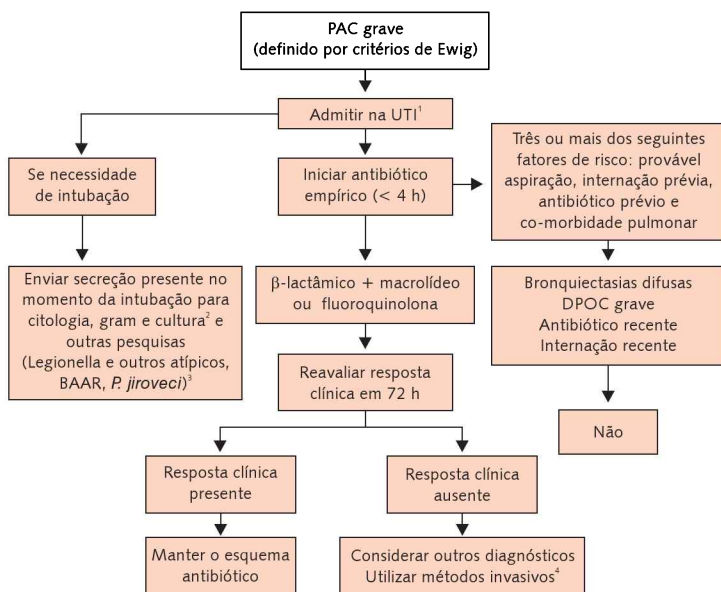 PAC grave
(definido por critérios de Ewig)
Admitir na UTI¹
Se necessidade
de intubação
Iniciar antibiótico
empírico (< 4 h)
Três ou mais dos seguintes
fatores de risco: provável
aspiração, internação prévia,
antibiótico prévio e
co-morbidade pulmonar
Enviar secreção presente no
momento da intubação para
citologia, gram e cultura² e
outras pesquisas
(Legionella e outros atípicos,
BAAR, P. jiroveci)³
β-lactâmico + macrolídeo
ou fluoroquinolona
Bronquiectasias difusas
DPOC grave
Antibiótico recente
Internação recente
Reavaliar resposta
clínica em 72 h
Não
Resposta clínica
presente
Resposta clínica
ausente
Manter o esquema
antibiótico
Considerar outros diagnósticos
Utilizar métodos invasivos⁴